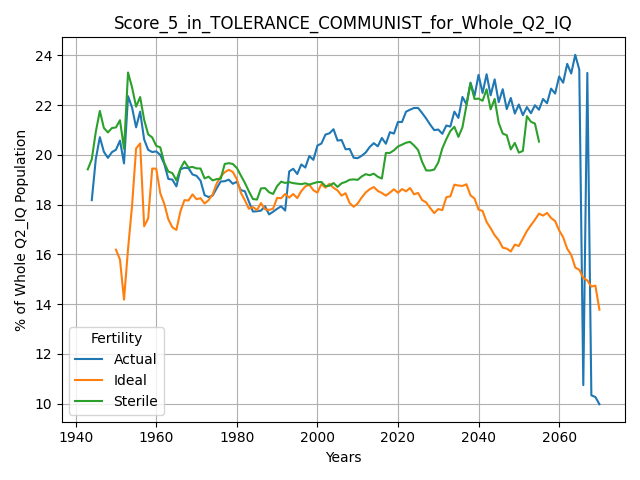 Score_5_in_TOLERANCE_COMMUNIST_for_Whole_Q2_IQ
% of Whole Q2_IQ Population
24
22
20
18
16
14
12
10
Fertility
Actual
Ideal
Sterile
1940 1960 1980 2000 2020 2040 2060
Years